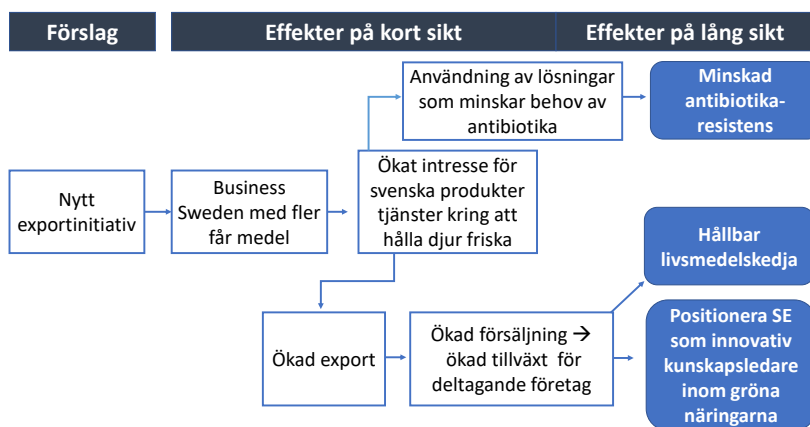 Förslag
Effekter på kort sikt
Effekter på lång sikt
Användning av lösningar
som minskar behov av
antibiotika
Minskad
antibiotika-
resistens
Nytt
exportinitiativ
Business
Sweden med fler
får medel
Ökat intresse för
svenska produkter
tjänster kring att
hålla djur friska
Hållbar
livsmedelskedja
Ökad export
Ökad försäljning →
ökad tillväxt för
deltagande företag
Positionera SE
som innovativ
kunskapsledare
inom gröna
näringarna